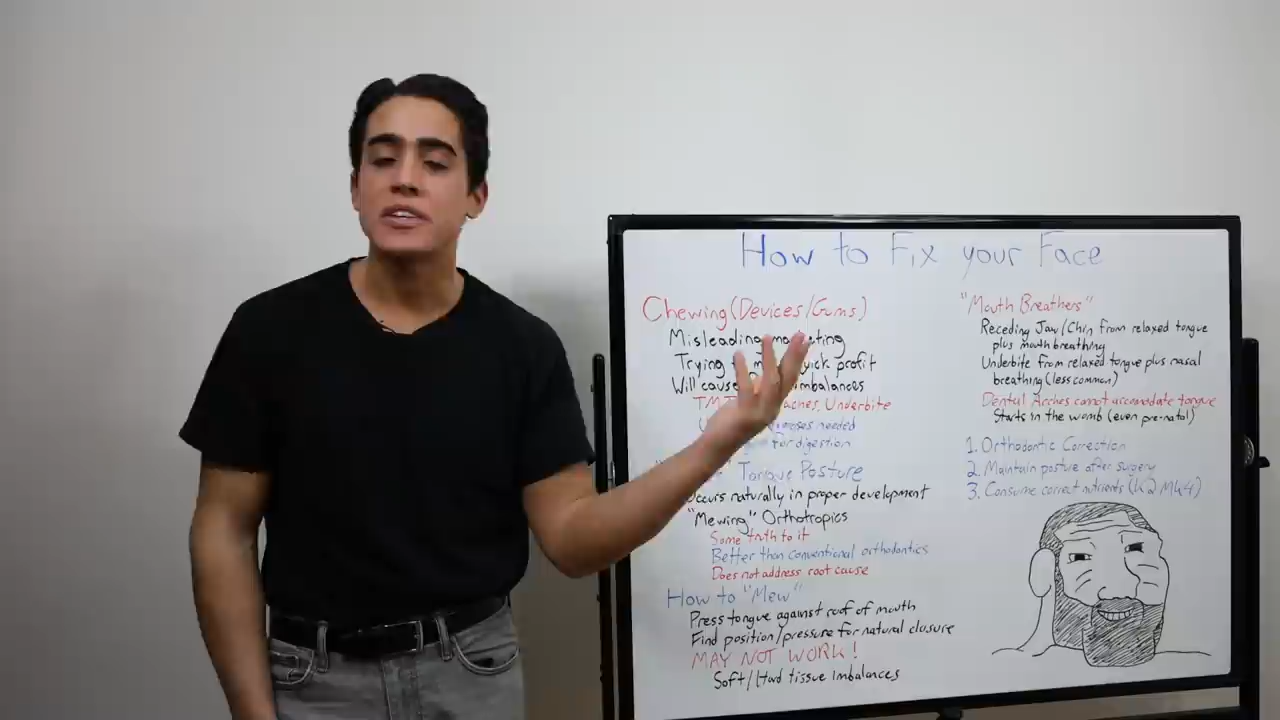 How to Fix your Face
Chewing (Devices/Gums)
Misleading marketing
Trying quick profit
Will cause imbalances
Underbite
needed
for digestion
Tongue Posture
Occurs naturally in proper development
"Mewing" Orthotropics
Some truth to it
Better than conventional orthodontics
Does not address root cause
How to "Mew"
Press tongue against roof of mouth
Find position/pressure for natural closure
MAY NOT WORK!
Soft/Hard tissue Imbalances
"Mouth Breathers"
Receding Jaw/Chin from relaxed tongue
plus mouth breathing
Underbite from relaxed tongue plus nasal
breathing (less common)
Dental Arches cannot accomodate tongue
Starts in the womb (even pre-natal)
1. Orthodontic Correction
2. Maintain posture after surgery
3. Consume correct nutrients (K2 MK4)